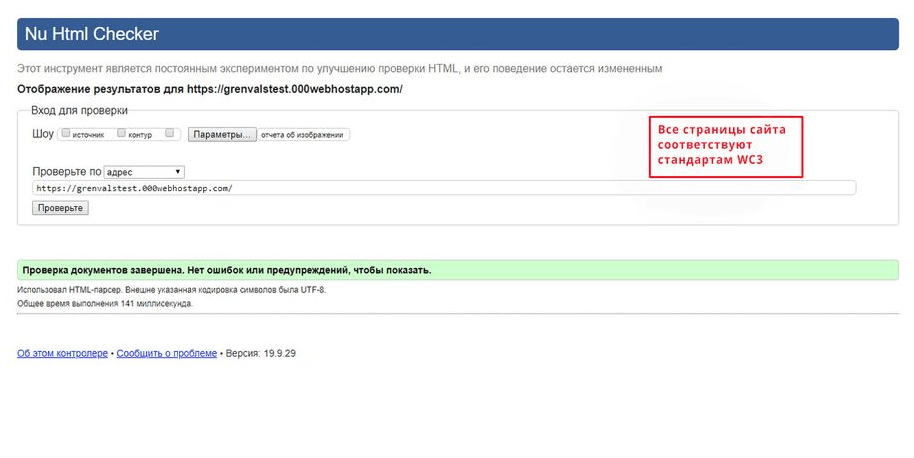 Nu Html Checker
Этот инструмент является постоянным экспериментом по улучшению проверки HTML, и его поведение остается измененным
Отображение результатов для https://grenvalstest.000webhostapp.com/
Вход для проверки
Шоу источник контур Параметры... отчета об изображении
Все страницы сайта
соответствуют
стандартам WC3
Проверьте по адрес
https://grenvalstest.000webhostapp.com/
Проверьте
Проверка документов завершена. Нет ошибок или предупреждений, чтобы показать.
Использовал HTML-парсер. Внешне указанная кодировка символов была UTF-8.
Общее время выполнения 141 миллисекунда.
Об этом контролере • Сообщить о проблеме • Версия: 19.9.29